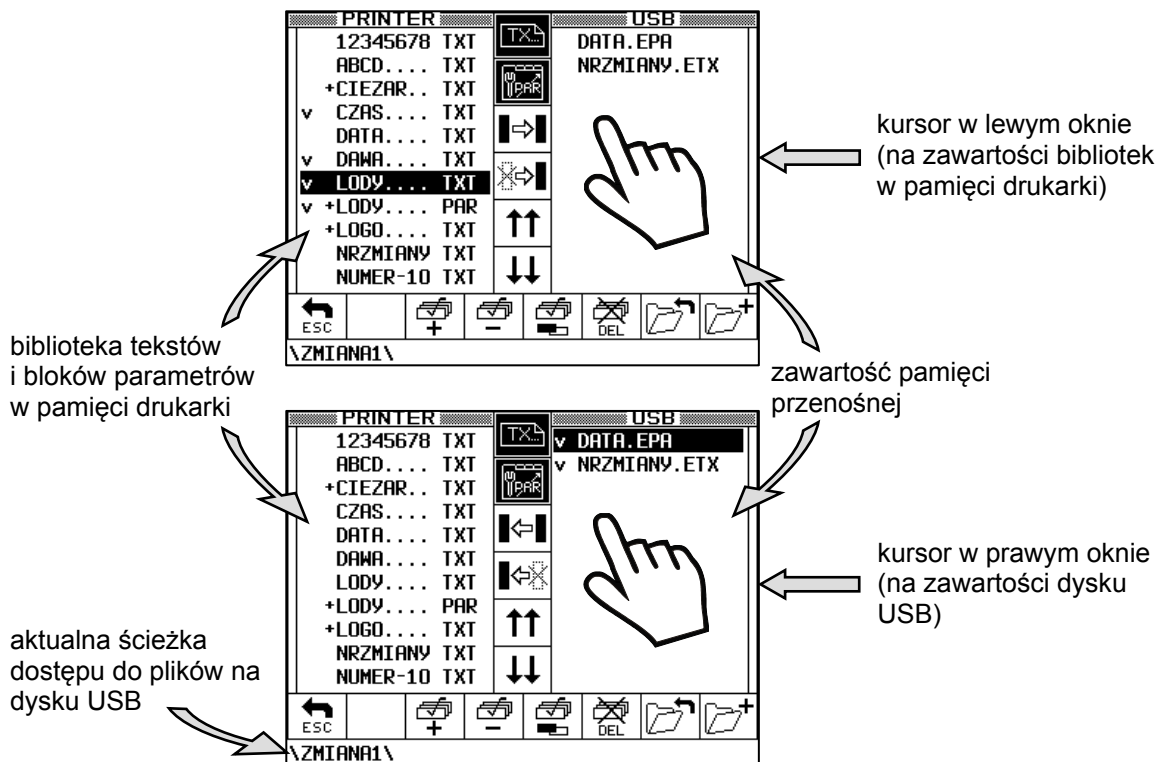 PRINTER
USB
12345678 TXT
ABCD.... TXT
+CIEZAR.. TXT
v CZAS.... TXT
DATA.... TXT
v DAWA.... TXT
v LODY.... TXT
v +LODY.... PAR
+LOGO.... TXT
NRZMIANY TXT
NUMER-10 TXT
TX...
PAR
DATA.EPA
NRZMIANY.ETX
ESC
+
−
DEL
+
\ZMIANA1\
kursor w lewym oknie
(na zawartości bibliotek
w pamięci drukarki)
biblioteka tekstów
i bloków parametrów
w pamięci drukarki
zawartość pamięci
przenośnej
PRINTER
USB
12345678 TXT
ABCD.... TXT
+CIEZAR.. TXT
CZAS.... TXT
DATA.... TXT
DAWA.... TXT
LODY.... TXT
+LODY.... PAR
+LOGO.... TXT
NRZMIANY TXT
NUMER-10 TXT
TX...
PAR
v DATA.EPA
v NRZMIANY.ETX
ESC
+
−
DEL
+
\ZMIANA1\
kursor w prawym oknie
(na zawartości dysku
USB)
aktualna ścieżka
dostępu do plików na
dysku USB